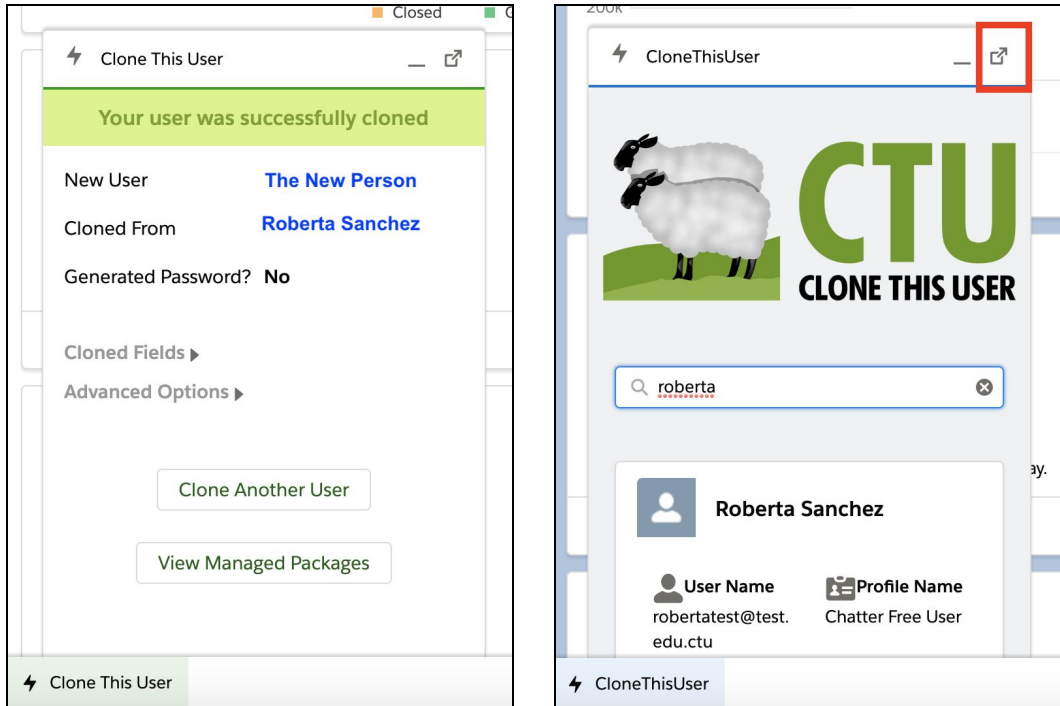 Closed
Clone This User
Your user was successfully cloned
New User The New Person
Cloned From Roberta Sanchez
Generated Password? No
Cloned Fields
Advanced Options
Clone Another User
View Managed Packages
Clone This User
200k
CloneThisUser
CTU
CLONE THIS USER
roberta
ay.
Roberta Sanchez
User Name Profile Name
robertatest@test. Chatter Free User
edu.ctu
CloneThisUser